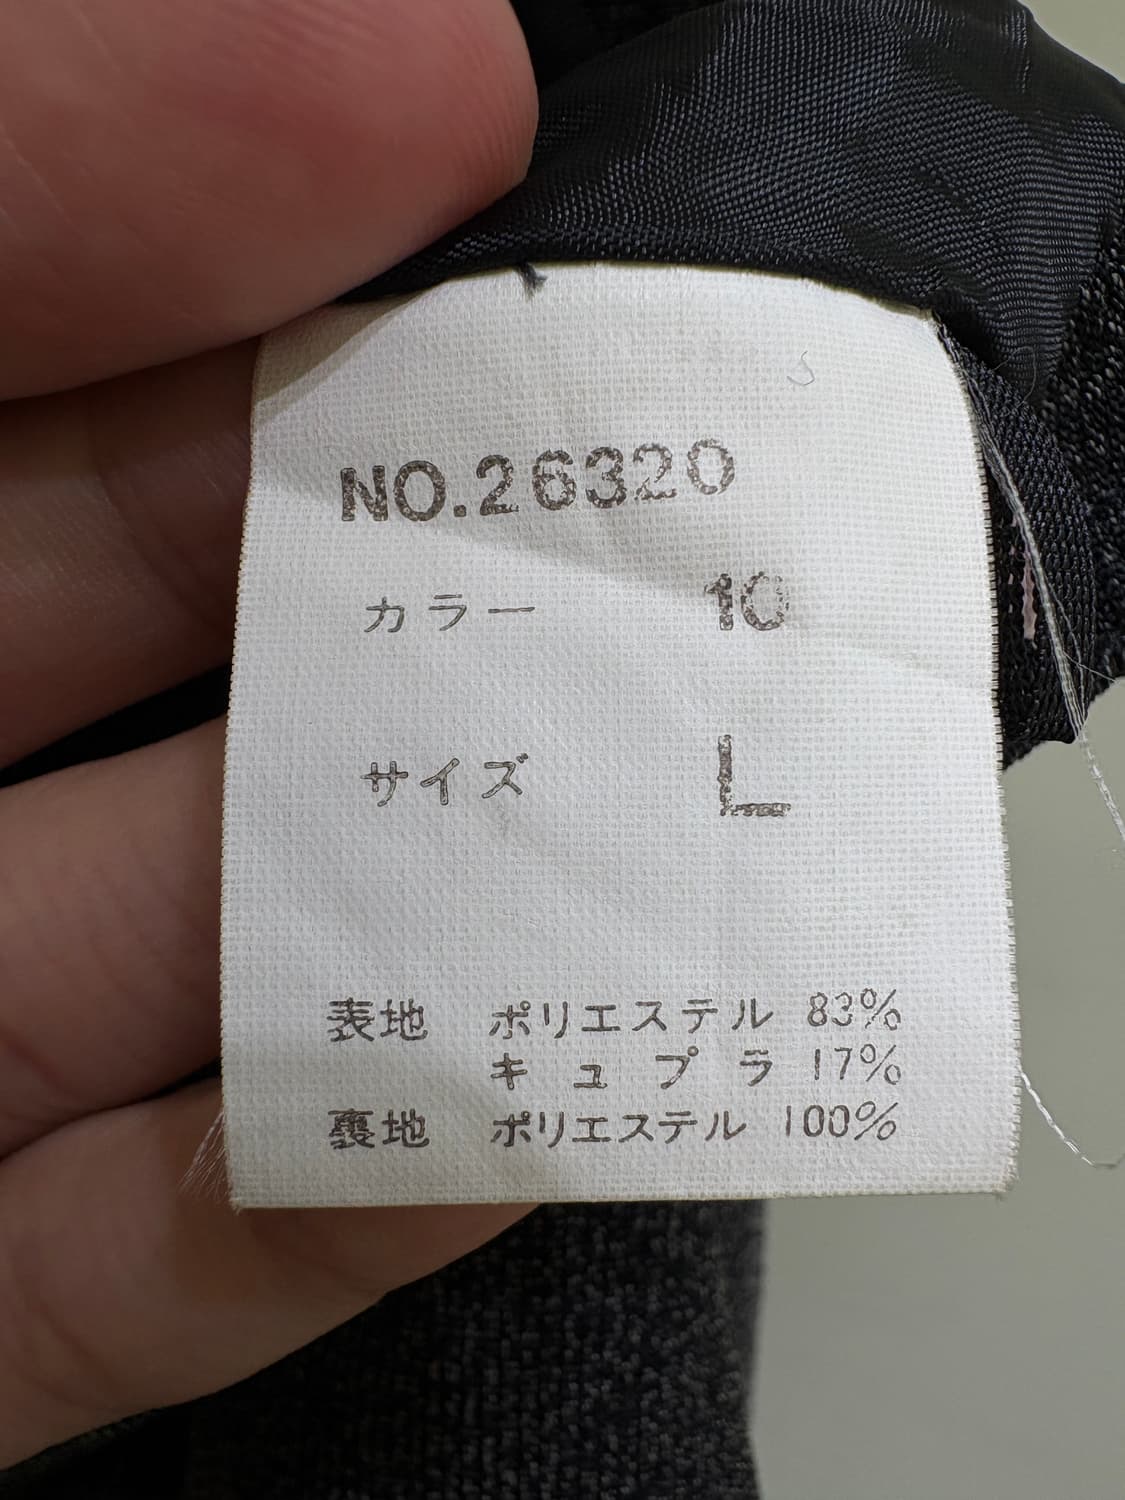 NO.26320
カラー 10
サイズ L
表地 ポリエステル 83%
キュプラ 17%
裏地 ポリエステル 100%